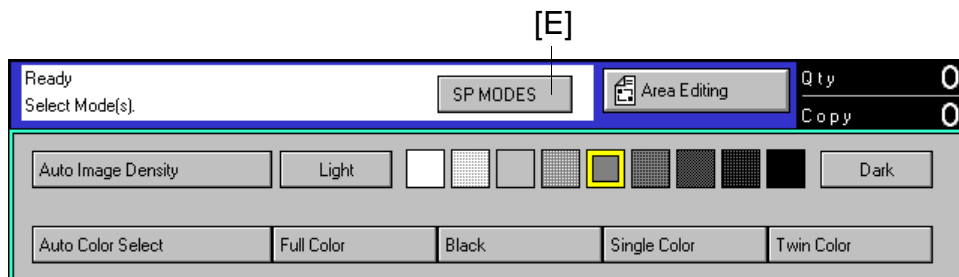 [E]
Ready
Select Mode(s).
SP MODES
Area Editing
Qty 0
Copy 0
Auto Image Density Light Dark
Auto Color Select Full Color Black Single Color Twin Color